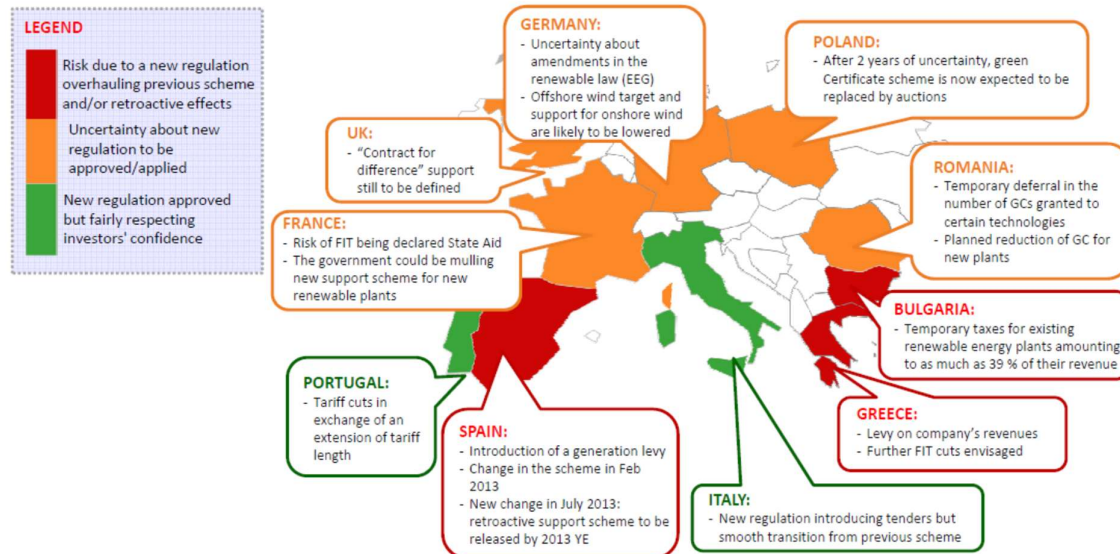 LEGEND
Risk due to a new regulation
overhauling previous scheme
and/or retroactive effects
Uncertainty about new
regulation to be
approved/applied
New regulation approved
but fairly respecting
investors' confidence
GERMANY:
- Uncertainty about
amendments in
the renewable law (EEG)
- Offshore wind target and
support for onshore wind
are likely to be lowered
POLAND:
- After 2 years of uncertainty, green
Certificate scheme is now expected to be
replaced by auctions
UK:
- “Contract for
difference” support
still to be defined
ROMANIA:
- Temporary deferral in the
number of GCs granted to
certain technologies
- Planned reduction of GC for
new plants
FRANCE:
- Risk of FIT being declared State Aid
- The government could be mulling
new support scheme for new
renewable plants
BULGARIA:
- Temporary taxes for existing
renewable energy plants amounting
to as much as 39 % of their revenue
PORTUGAL:
- Tariff cuts in
exchange of an
extension of tariff
length
SPAIN:
- Introduction of a generation levy
- Change in the scheme in Feb
2013
- New change in July 2013:
retroactive support scheme to be
released by 2013 YE
GREECE:
- Levy on company’s revenues
- Further FIT cuts envisaged
ITALY:
- New regulation introducing tenders but
smooth transition from previous scheme